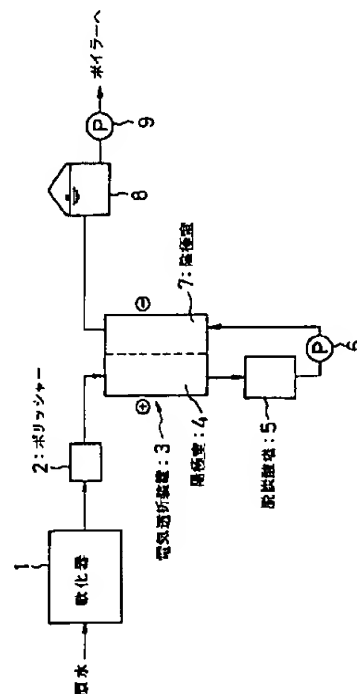 原水
1
軟化器
2:ポリッシャー
⊕
⊖
電気透析装置:3
陽極室:4
7:陰極室
脱炭酸塔:5
P
6
8
P
9
ボイラーへ